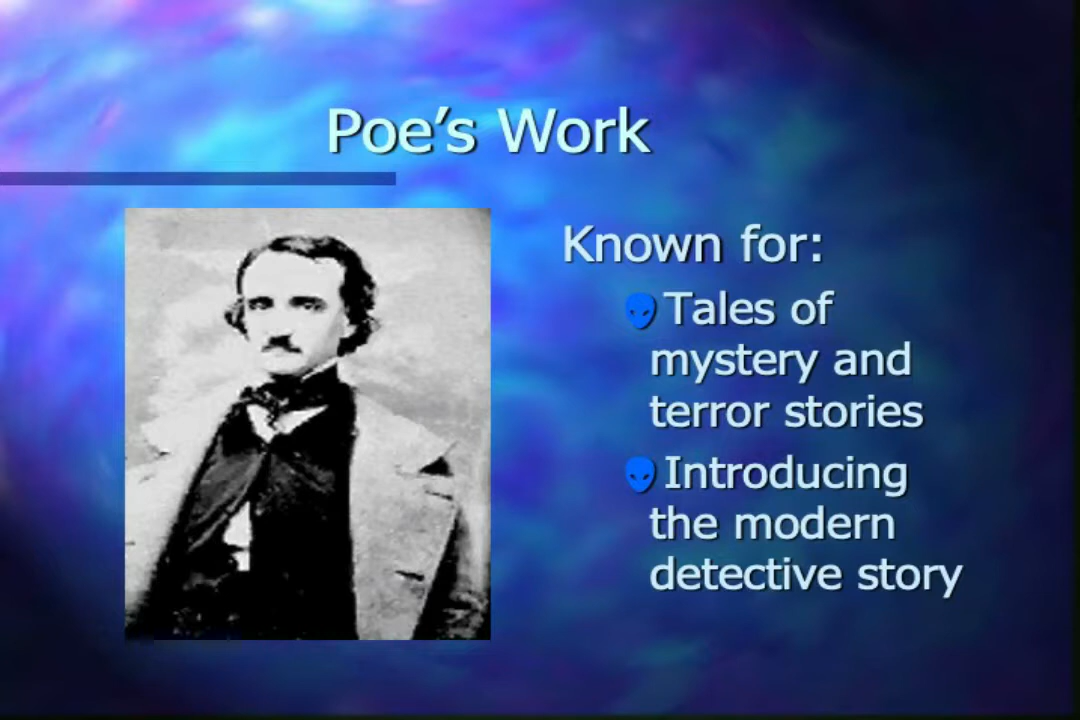 Poe’s Work
Known for:
Tales of
mystery and
terror stories
Introducing
the modern
detective story